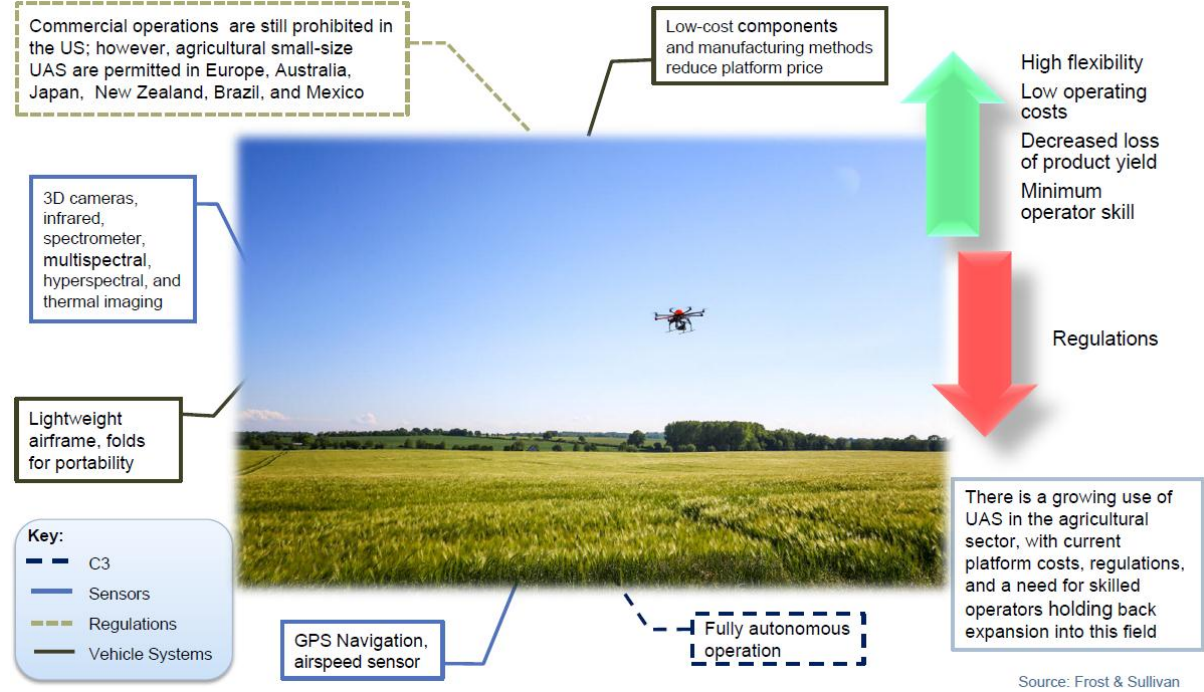 Commercial operations are still prohibited in
the US; however, agricultural small-size
UAS are permitted in Europe, Australia,
Japan, New Zealand, Brazil, and Mexico
Low-cost components
and manufacturing methods
reduce platform price
High flexibility
Low operating
costs
Decreased loss
of product yield
Minimum
operator skill
3D cameras,
infrared,
spectrometer,
multispectral,
hyperspectral, and
thermal imaging
Regulations
Lightweight
airframe, folds
for portability
There is a growing use of
UAS in the agricultural
sector, with current
platform costs, regulations,
and a need for skilled
operators holding back
expansion into this field
Key:
C3
Sensors
Regulations
Vehicle Systems
GPS Navigation,
airspeed sensor
Fully autonomous
operation
Source: Frost & Sullivan